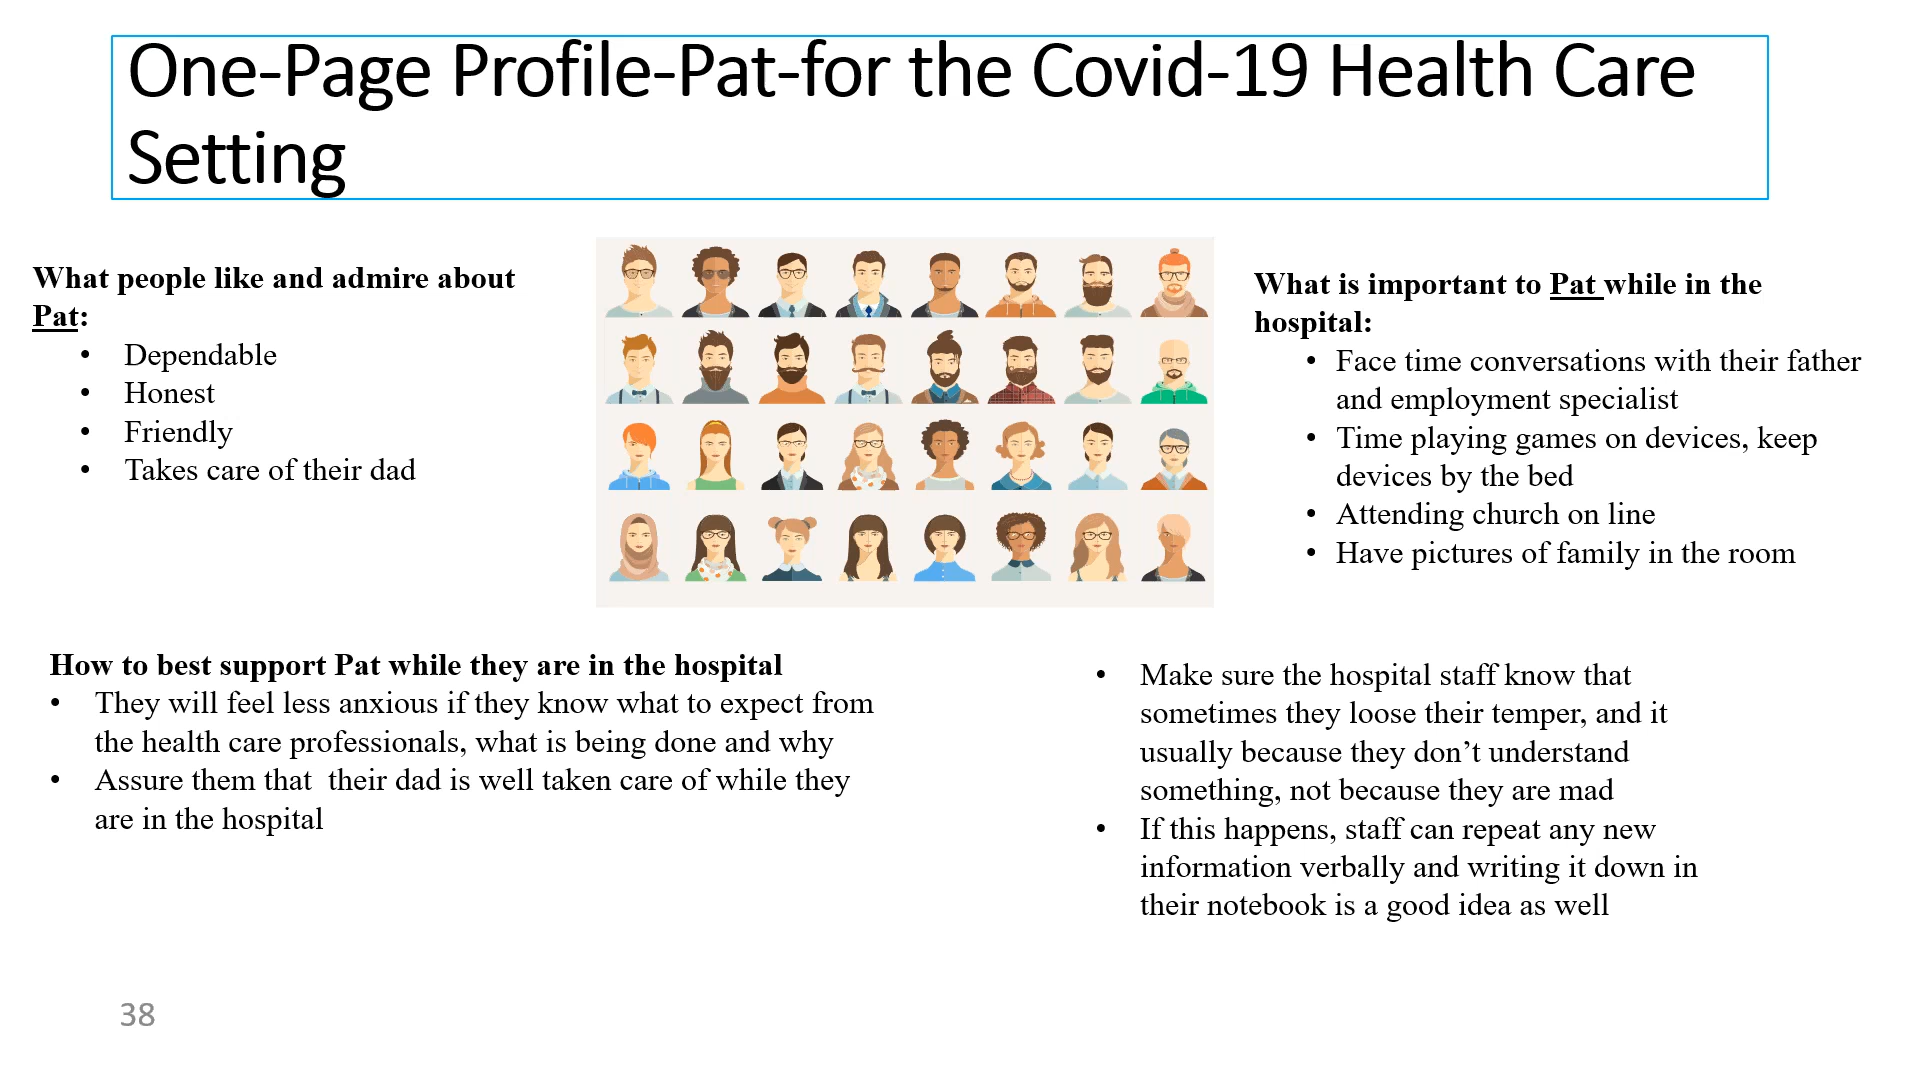 One-Page Profile-Pat-for the Covid-19 Health Care
Setting
What people like and admire about
Pat:
• Dependable
• Honest
• Friendly
• Takes care of their dad
What is important to Pat while in the
hospital:
• Face time conversations with their father
and employment specialist
• Time playing games on devices, keep
devices by the bed
• Attending church on line
• Have pictures of family in the room
How to best support Pat while they are in the hospital
• They will feel less anxious if they know what to expect from
the health care professionals, what is being done and why
• Assure them that  their dad is well taken care of while they
are in the hospital
• Make sure the hospital staff know that
sometimes they loose their temper, and it
usually because they don’t understand
something, not because they are mad
• If this happens, staff can repeat any new
information verbally and writing it down in
their notebook is a good idea as well
38